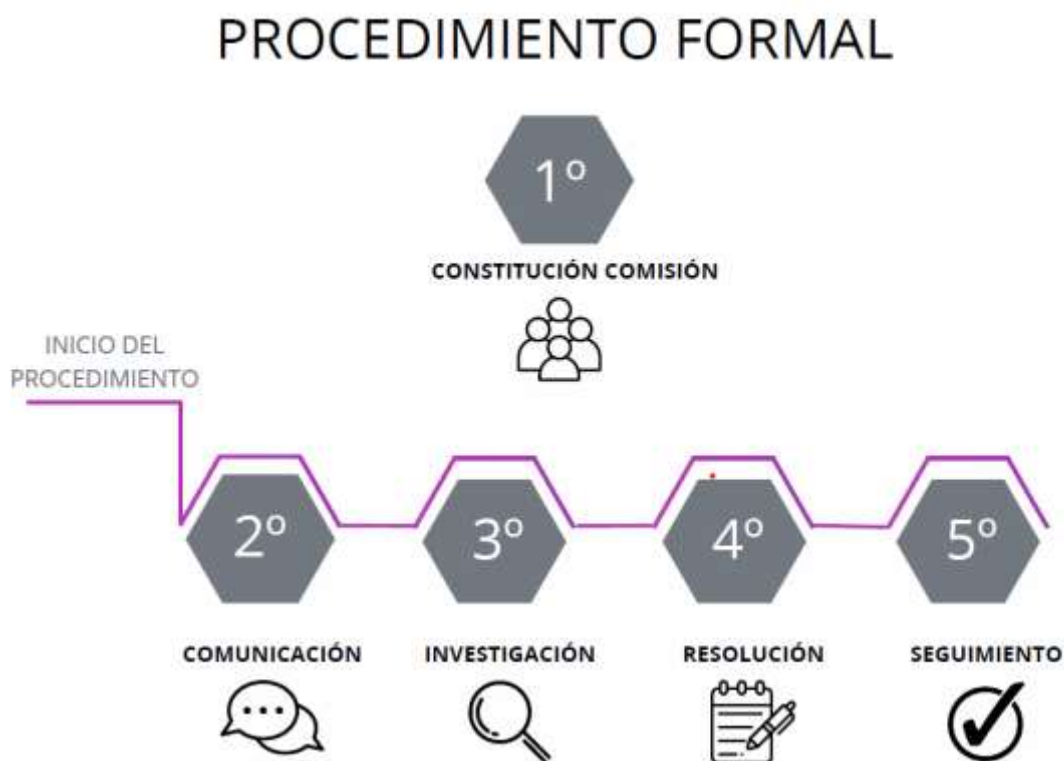 PROCEDIMIENTO FORMAL
1º
CONSTITUCIÓN COMISIÓN
INICIO DEL
PROCEDIMIENTO
2º
3º
4º
5º
COMUNICACIÓN
INVESTIGACIÓN
RESOLUCIÓN
SEGUIMIENTO